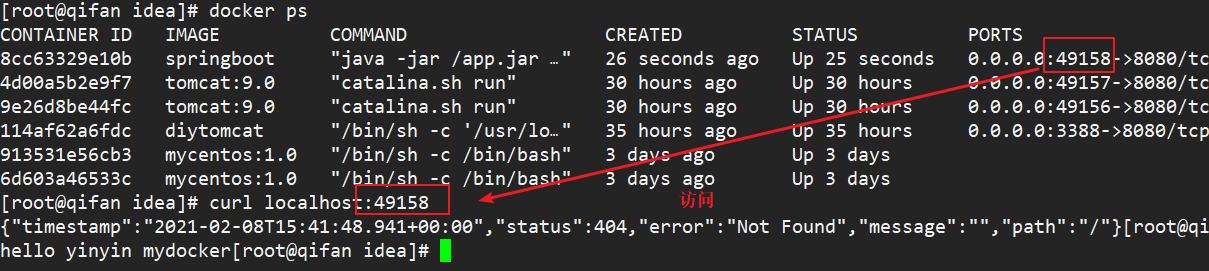 [root@qifan idea]# docker ps
CONTAINER ID IMAGE COMMAND CREATED STATUS PORTS
8cc63329e10b springboot "java -jar /app.jar …" 26 seconds ago Up 25 seconds 0.0.0.0:49158->8080/tc
4d00a5b2e9f7 tomcat:9.0 "catalina.sh run" 30 hours ago Up 30 hours 0.0.0.0:49157->8080/t
9e26d8be44fc tomcat:9.0 "catalina.sh run" 30 hours ago Up 30 hours 0.0.0.0:49156->8080/t
114af62a6fdc diytomcat "/bin/sh -c '/usr/lo…" 35 hours ago Up 35 hours 0.0.0.0:3388->8080/tcp
913531e56cb3 mycentos:1.0 "/bin/sh -c /bin/bash" 3 days ago Up 3 days
6d603a46533c mycentos:1.0 "/bin/sh -c /bin/bash" 3 days ago Up 3 days
[root@qifan idea]# curl localhost:49158 访问
{"timestamp":"2021-02-08T15:41:48.941+00:00","status":404,"error":"Not Found","message":"","path":"/"}[root@qi
hello yinyin mydocker[root@qifan idea]#